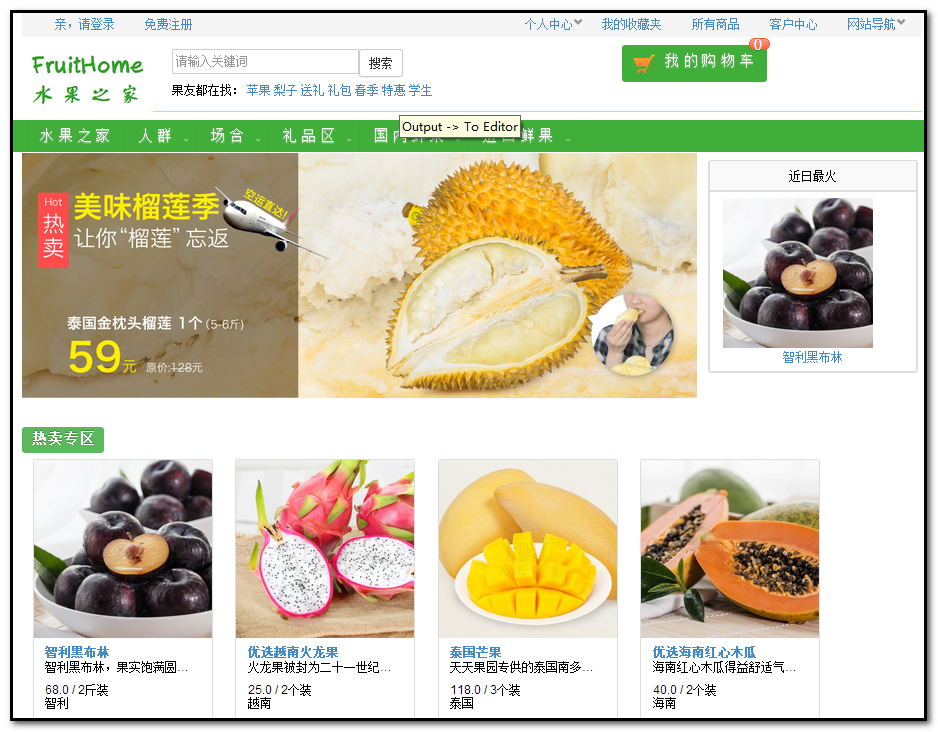 亲，请登录 免费注册 个人中心 我的收藏夹 所有商品 客户中心 网站导航
FruitHome
水果之家
请输入关键词 搜索
果友都在找： 苹果 梨子 送礼 礼包 春季 特惠 学生
0
我的购物车
Output -> To Editor
水果之家 人群 场合 礼品区 国内鲜果 进口鲜果
Hot
热卖
美味榴莲季
让你“榴莲”忘返
空运直达!
泰国金枕头榴莲 1个(5-6斤)
59元 原价:128元
近日最火
智利黑布林
热卖专区
智利黑布林
智利黑布林，果实饱满圆…
68.0 / 2斤装
智利
优选越南火龙果
火龙果被封为二十一世纪…
25.0 / 2个装
越南
泰国芒果
天天果园专供的泰国南多…
118.0 / 3个装
泰国
优选海南红心木瓜
海南红心木瓜得益舒适气…
40.0 / 2个装
海南